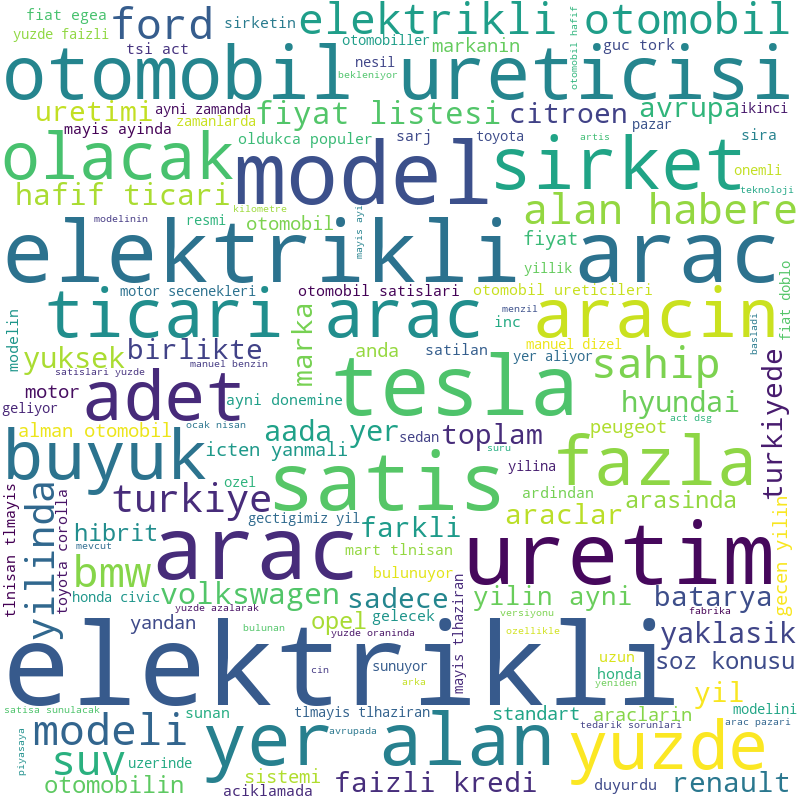 fiat egea
ford
sirketin
elektrikli otomobil
yuzde faizli
tsi act
otomobiller
markanin
otomobil hafif
guc tork
nesil
bekleniyor
otomobil ureticisi
uretimi
ayni zamanda
fiyat listesi
citroen
avrupa
ikinci
zamanlarda
mayis ayinda
oldukca populer
sarj
toyota
pazar
artis
sira
olacak
model
sirket
onemli
hafif ticari
teknoloji
alan habere
modelinin
resmi
kilometre
otomobil
mayis ayi
fiyat
elektrikli arac
yillik
fiat doblo
motor secenekleri
otomobil satislari
otomobil ureticileri
modelin
ticari
arac
menzil
inc
aracin
marka
manuel dizel
basladi
yuksek
birlikte
anda
satilan
yer aliyor
satislari yuzde
manuel benzin
tesla
sahip
turkiyede
motor
adet
ayni donemine
hyundai
geliyor
ocak nisan
act dsg
alman otomobil
aada yer
sedan
toplam
peugeot
buyuk
icten yanmali
suru
fazla
satis
yilina
tlnisan tlmayis
yilinda
toyota corolla
ozel
turkiye
ardindan
arasinda
gecen yilin
gectigimiz yil
farkli
araclar
hibrit
mevcut
arac
mart tlnisan
uretim
bmw
bulunuyor
honda civic
volkswagen
sadece
gelecek
mayis tlhaziran
yilin ayni
batarya
yuzde azalarak
versiyonu
fabrika
yandan
bulunan
opel
yuzde oraninda
ozellikle
yaklasik
elektrikli
cin
sunuyor
uzun
soz konusu
honda
arka
yeniden
yil
satisa sunulacak
sunan
tlmayis tlhaziran
standart
araclarin
modelini
modeli
yer alan
avrupada
tedarik sorunlari
arac pazari
yuzde
piyasaya
suv
uzerinde
sistemi
otomobilin
aciklamada
faizli kredi
duyurdu
renault